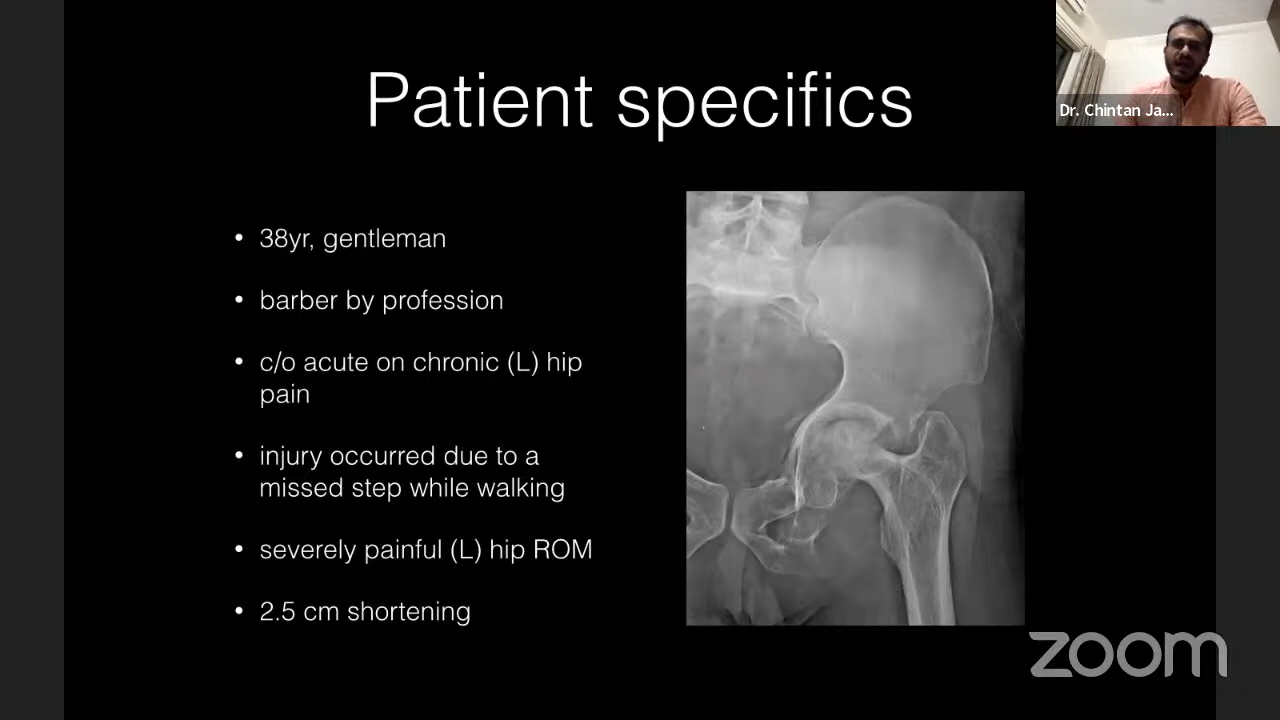 Patient specifics
Dr. Chintan Ja...
• 38yr, gentleman
• barber by profession
• c/o acute on chronic (L) hip
pain
• injury occurred due to a
missed step while walking
• severely painful (L) hip ROM
• 2.5 cm shortening
zoom